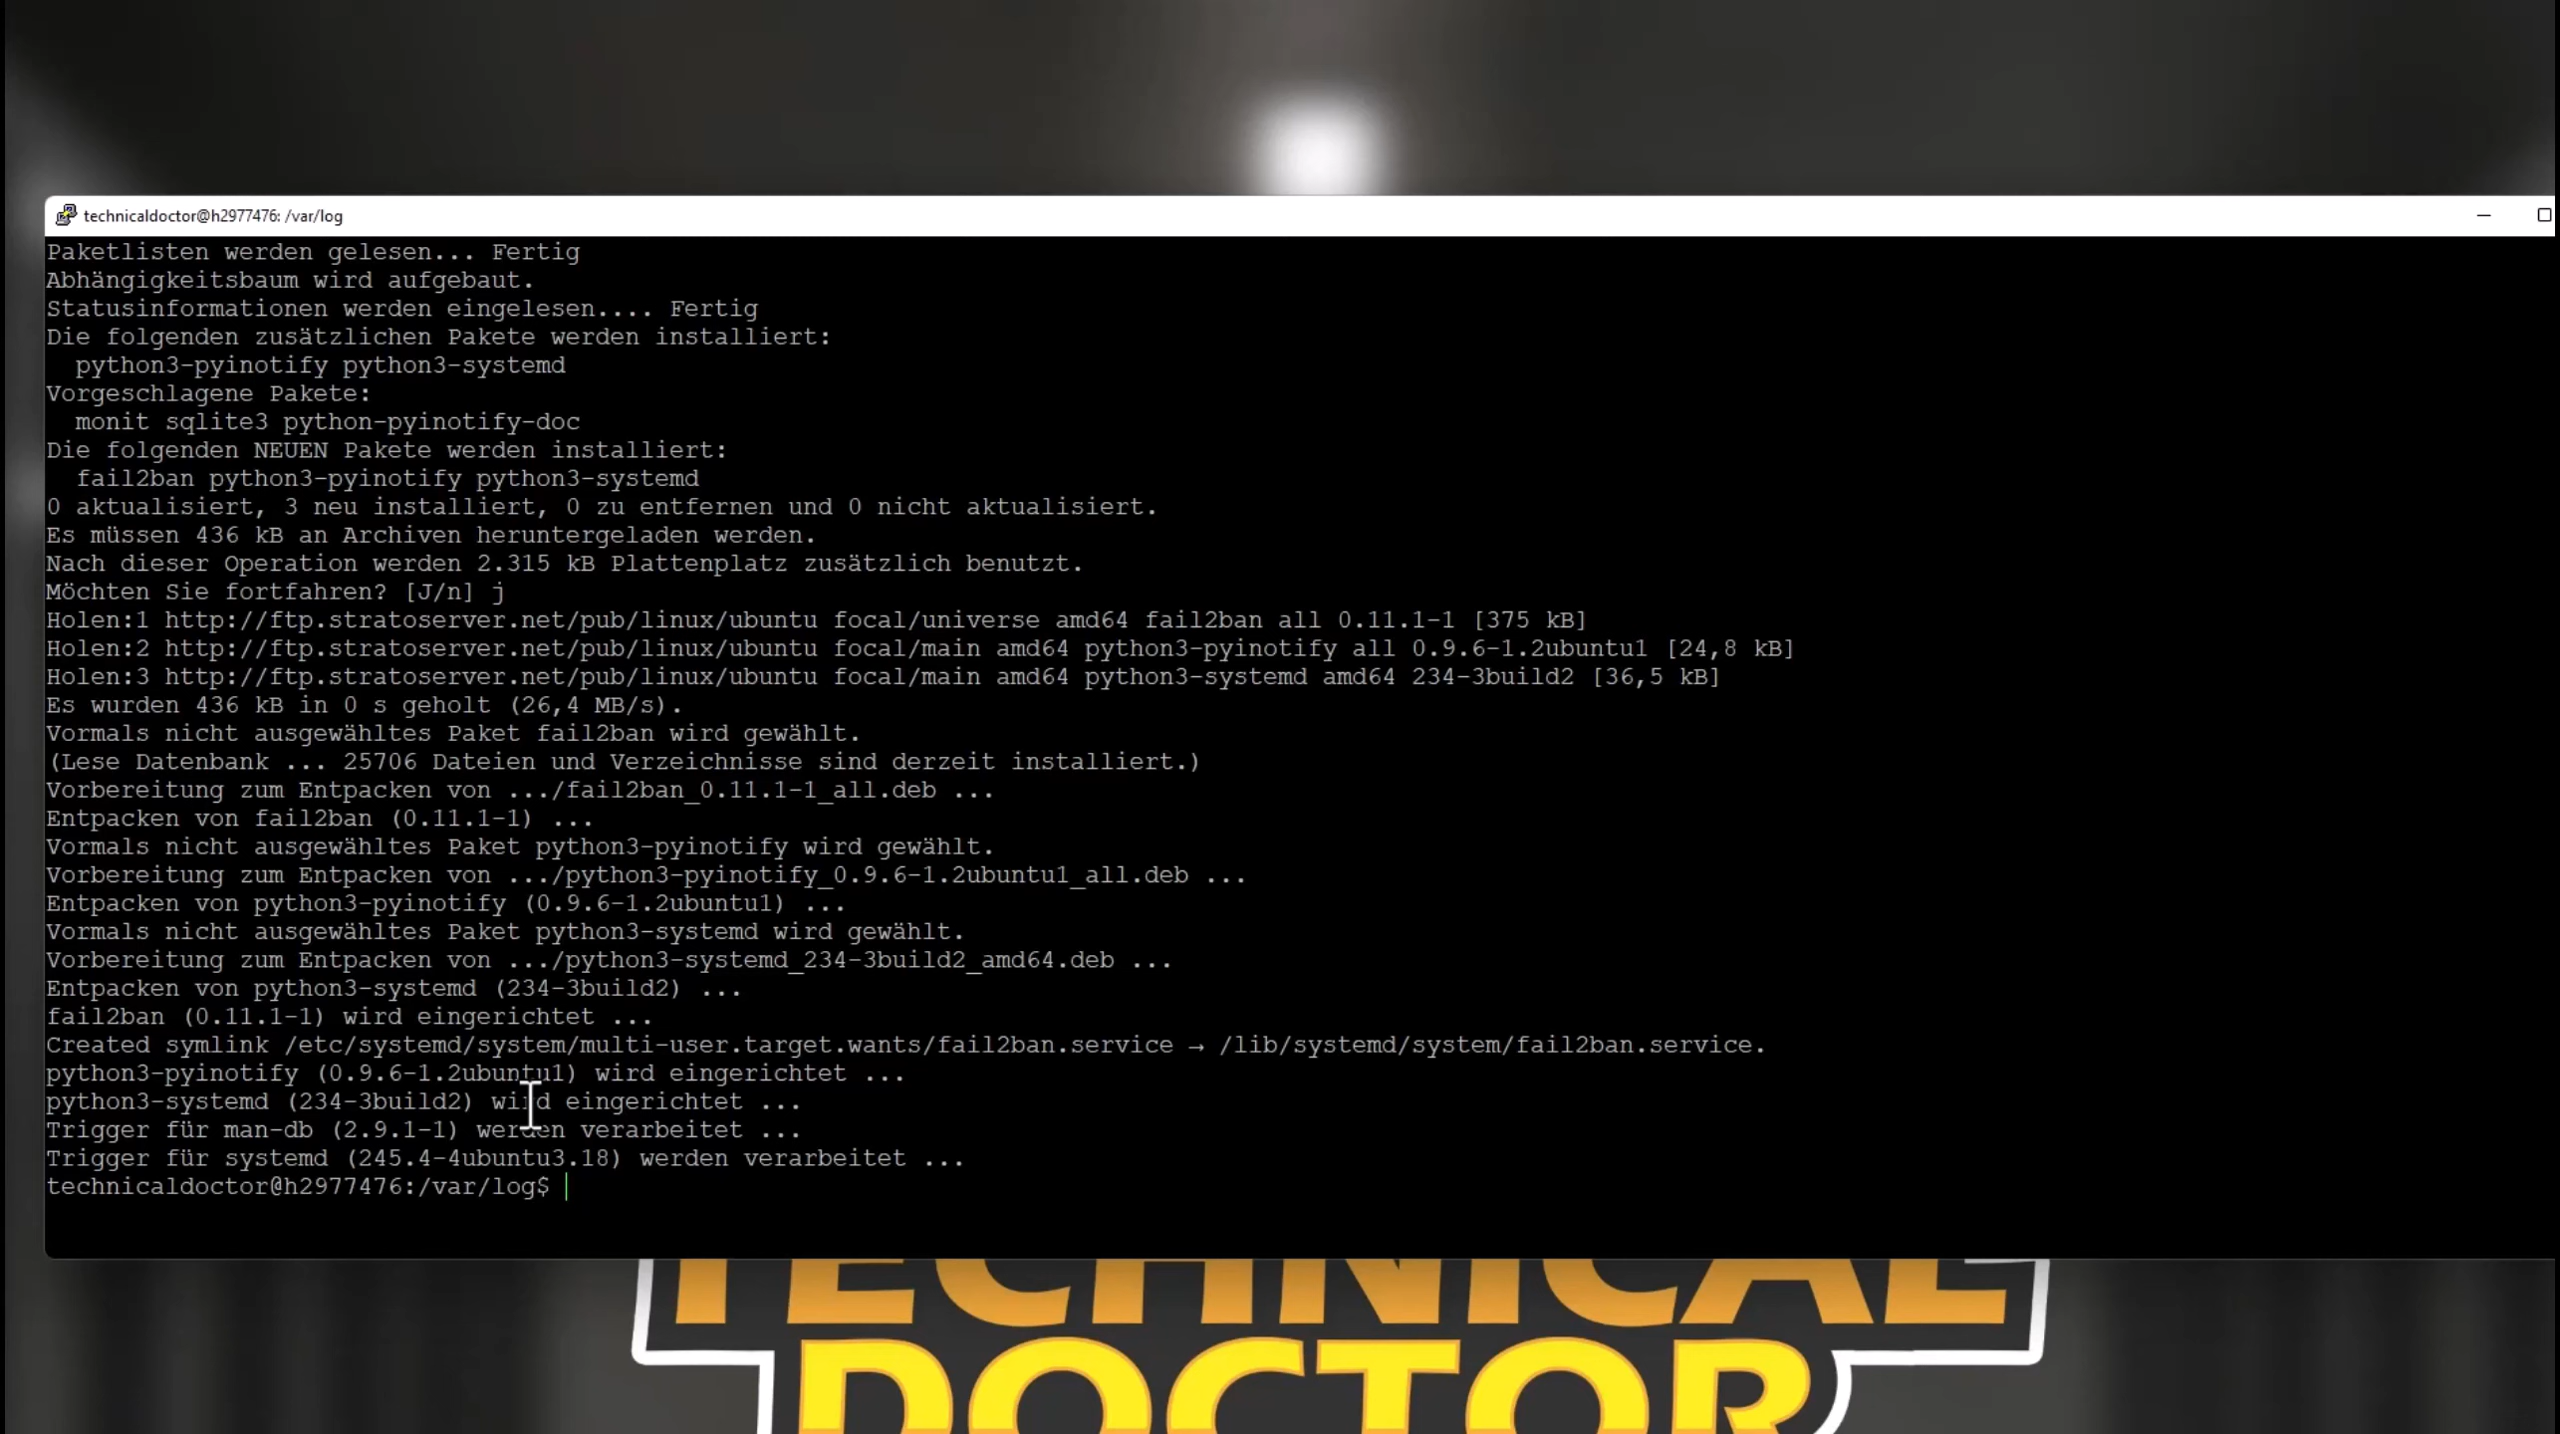 technicaldoctor@h2977476: /var/log
Paketlisten werden gelesen... Fertig
Abhängigkeitsbaum wird aufgebaut.
Statusinformationen werden eingelesen.... Fertig
Die folgenden zusätzlichen Pakete werden installiert:
  python3-pyinotify python3-systemd
Vorgeschlagene Pakete:
  monit sqlite3 python-pyinotify-doc
Die folgenden NEUEN Pakete werden installiert:
  fail2ban python3-pyinotify python3-systemd
0 aktualisiert, 3 neu installiert, 0 zu entfernen und 0 nicht aktualisiert.
Es müssen 436 kB an Archiven heruntergeladen werden.
Nach dieser Operation werden 2.315 kB Plattenplatz zusätzlich benutzt.
Möchten Sie fortfahren? [J/n] j
Holen:1 http://ftp.stratoserver.net/pub/linux/ubuntu focal/universe amd64 fail2ban all 0.11.1-1 [375 kB]
Holen:2 http://ftp.stratoserver.net/pub/linux/ubuntu focal/main amd64 python3-pyinotify all 0.9.6-1.2ubuntu1 [24,8 kB]
Holen:3 http://ftp.stratoserver.net/pub/linux/ubuntu focal/main amd64 python3-systemd amd64 234-3build2 [36,5 kB]
Es wurden 436 kB in 0 s geholt (26,4 MB/s).
Vormals nicht ausgewähltes Paket fail2ban wird gewählt.
(Lese Datenbank ... 25706 Dateien und Verzeichnisse sind derzeit installiert.)
Vorbereitung zum Entpacken von .../fail2ban_0.11.1-1_all.deb ...
Entpacken von fail2ban (0.11.1-1) ...
Vormals nicht ausgewähltes Paket python3-pyinotify wird gewählt.
Vorbereitung zum Entpacken von .../python3-pyinotify_0.9.6-1.2ubuntu1_all.deb ...
Entpacken von python3-pyinotify (0.9.6-1.2ubuntu1) ...
Vormals nicht ausgewähltes Paket python3-systemd wird gewählt.
Vorbereitung zum Entpacken von .../python3-systemd_234-3build2_amd64.deb ...
Entpacken von python3-systemd (234-3build2) ...
fail2ban (0.11.1-1) wird eingerichtet ...
Created symlink /etc/systemd/system/multi-user.target.wants/fail2ban.service → /lib/systemd/system/fail2ban.service.
python3-pyinotify (0.9.6-1.2ubuntu1) wird eingerichtet ...
python3-systemd (234-3build2) wird eingerichtet ...
Trigger für man-db (2.9.1-1) werden verarbeitet ...
Trigger für systemd (245.4-4ubuntu3.18) werden verarbeitet ...
technicaldoctor@h2977476:/var/log$
TECHNICAL
DOCTOR